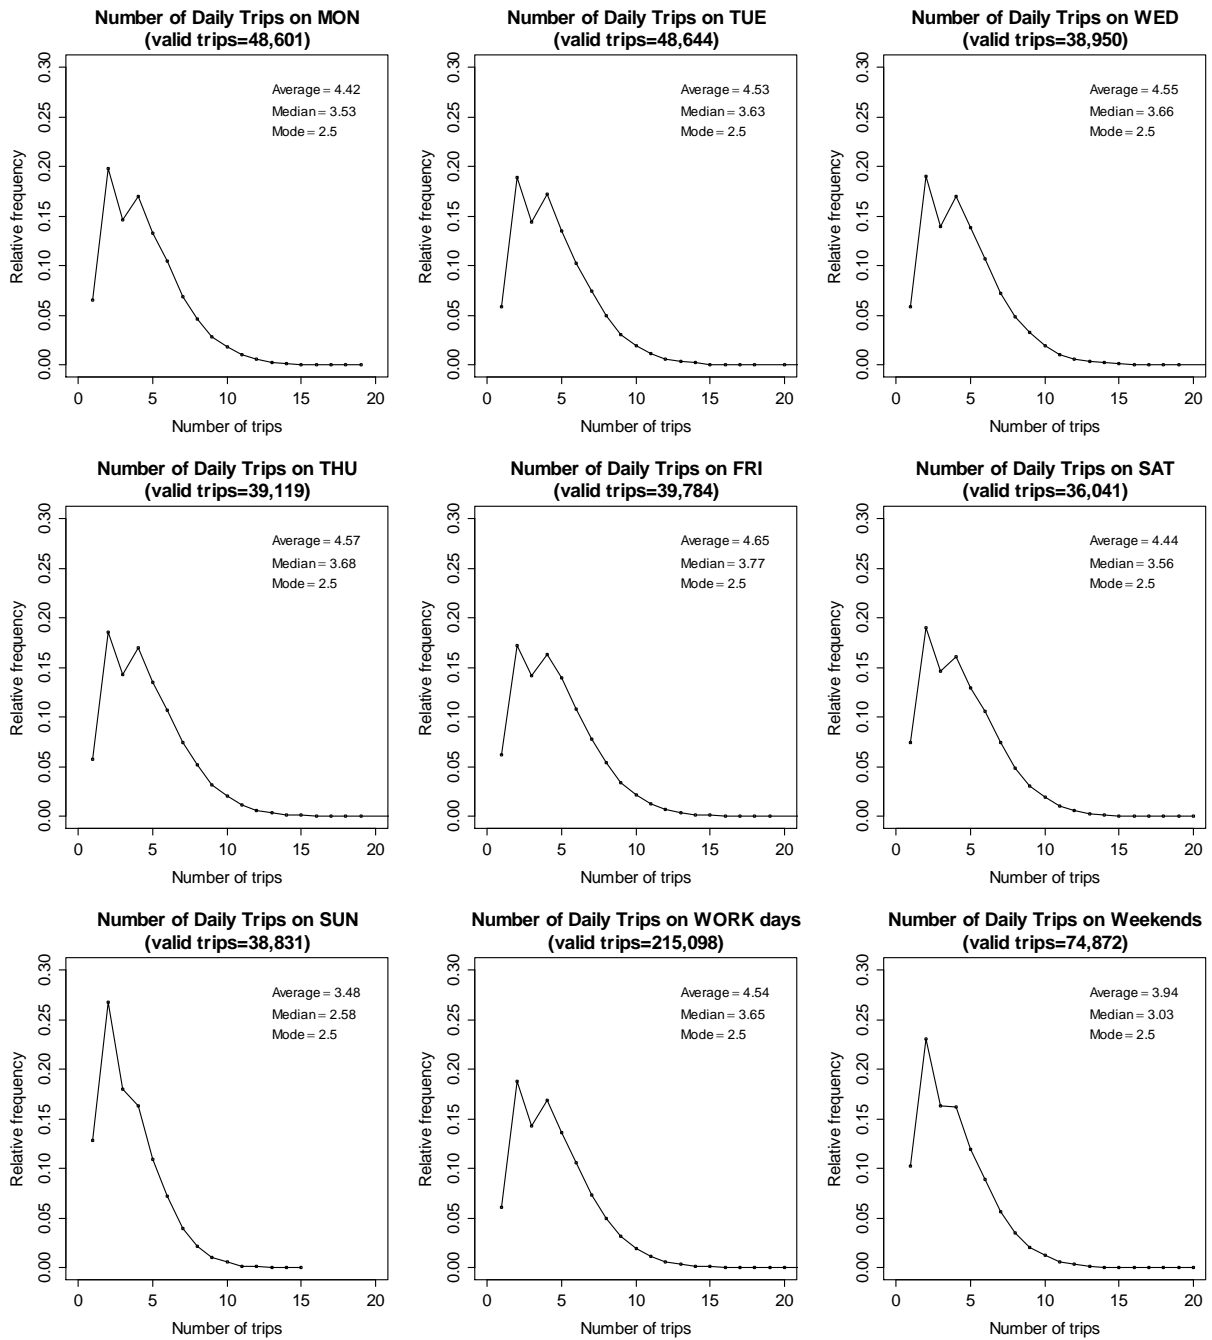 Number of Daily Trips on MON
(valid trips=48,601)
Average = 4.42
Median = 3.53
Mode = 2.5
Relative frequency
0.00 0.05 0.10 0.15 0.20 0.25 0.30
0 5 10 15 20
Number of trips
Number of Daily Trips on TUE
(valid trips=48,644)
Average = 4.53
Median = 3.63
Mode = 2.5
Relative frequency
0.00 0.05 0.10 0.15 0.20 0.25 0.30
0 5 10 15 20
Number of trips
Number of Daily Trips on WED
(valid trips=38,950)
Average = 4.55
Median = 3.66
Mode = 2.5
Relative frequency
0.00 0.05 0.10 0.15 0.20 0.25 0.30
0 5 10 15 20
Number of trips
Number of Daily Trips on THU
(valid trips=39,119)
Average = 4.57
Median = 3.68
Mode = 2.5
Relative frequency
0.00 0.05 0.10 0.15 0.20 0.25 0.30
0 5 10 15 20
Number of trips
Number of Daily Trips on FRI
(valid trips=39,784)
Average = 4.65
Median = 3.77
Mode = 2.5
Relative frequency
0.00 0.05 0.10 0.15 0.20 0.25 0.30
0 5 10 15 20
Number of trips
Number of Daily Trips on SAT
(valid trips=36,041)
Average = 4.44
Median = 3.56
Mode = 2.5
Relative frequency
0.00 0.05 0.10 0.15 0.20 0.25 0.30
0 5 10 15 20
Number of trips
Number of Daily Trips on SUN
(valid trips=38,831)
Average = 3.48
Median = 2.58
Mode = 2.5
Relative frequency
0.00 0.05 0.10 0.15 0.20 0.25 0.30
0 5 10 15 20
Number of trips
Number of Daily Trips on WORK days
(valid trips=215,098)
Average = 4.54
Median = 3.65
Mode = 2.5
Relative frequency
0.00 0.05 0.10 0.15 0.20 0.25 0.30
0 5 10 15 20
Number of trips
Number of Daily Trips on Weekends
(valid trips=74,872)
Average = 3.94
Median = 3.03
Mode = 2.5
Relative frequency
0.00 0.05 0.10 0.15 0.20 0.25 0.30
0 5 10 15 20
Number of trips